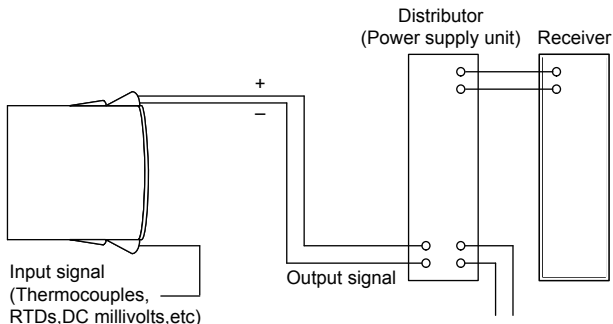 Distributor
(Power supply unit)
Receiver
+
–
Input signal
(Thermocouples,
RTDs,DC millivolts,etc)
Output signal